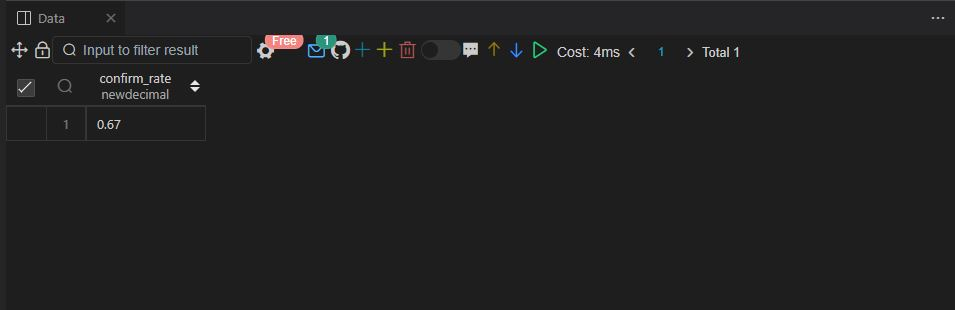 Data
Input to filter result
Free
1
Cost: 4ms
1
Total 1
confirm_rate
newdecimal
1
0.67